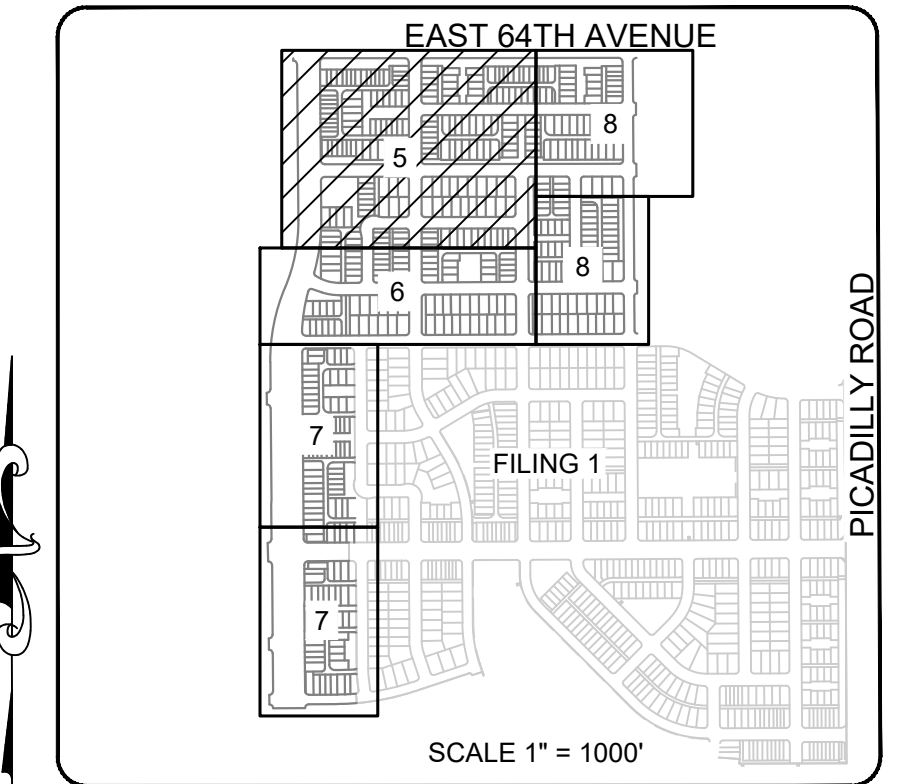 EAST 64TH AVENUE
8
5
8
6
PICADILLY ROAD
7
FILING 1
7
SCALE 1" = 1000'